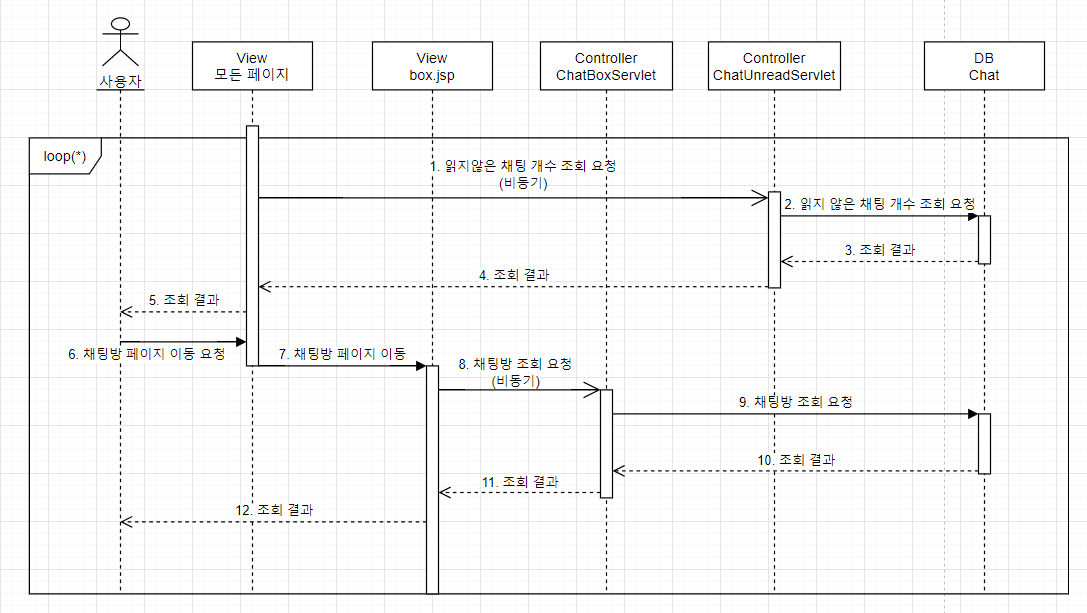 사용자
View
모든 페이지
View
box.jsp
Controller
ChatBoxServlet
Controller
ChatUnreadServlet
DB
Chat
loop(*)
1. 읽지않은 채팅 개수 조회 요청
(비동기)
2. 읽지 않은 채팅 개수 조회 요청
3. 조회 결과
4. 조회 결과
5. 조회 결과
6. 채팅방 페이지 이동 요청
7. 채팅방 페이지 이동
8. 채팅방 조회 요청
(비동기)
9. 채팅방 조회 요청
10. 조회 결과
11. 조회 결과
12. 조회 결과